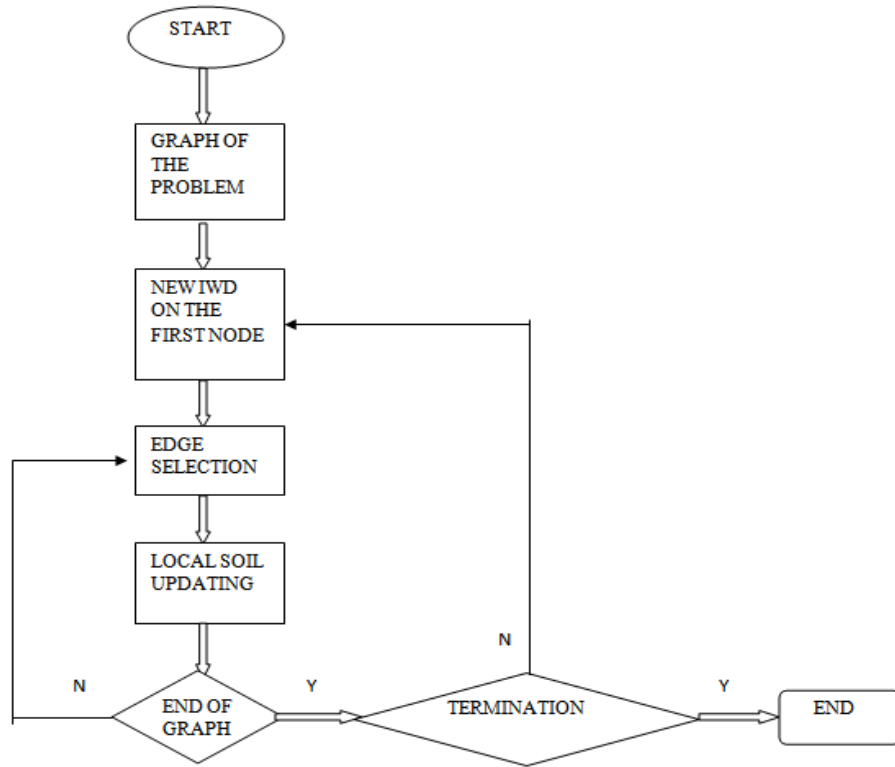 START
GRAPH OF
THE
PROBLEM
NEW IWD
ON THE
FIRST NODE
EDGE
SELECTION
LOCAL SOIL
UPDATING
N
END OF
GRAPH
Y
N
TERMINATION
Y
END